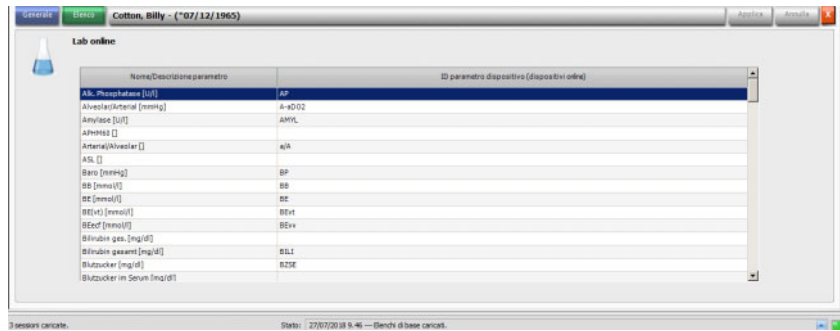 Generale Elenco Cotton, Billy - (*07/12/1965) Applica Annulla X
Lab online
Nome/Descrizione parametro ID parametro dispositivo (dispositivi online)
Alk. Phosphatase [U/l] AP
Alveolar/Arterial [mmHg] A-aDO2
Amylase [U/l] AMYL
APHM68 []
Arterial/Alveolar [] a/A
ASL []
Baro [mmHg] BP
BB [mmol/l] BB
BE [mmol/l] BE
BE(vt) [mmol/l] BEvt
BEecf [mmol/l] BEvv
Bilirubin ges. [mg/dl]
Bilirubin gesamt [mg/dl] BILI
Blutzucker [mg/dl] BZSE
Blutzucker im Serum [mg/dl]
3 sessioni caricate. Stato: 27/07/2018 9.46 --- Elenchi di base caricati.